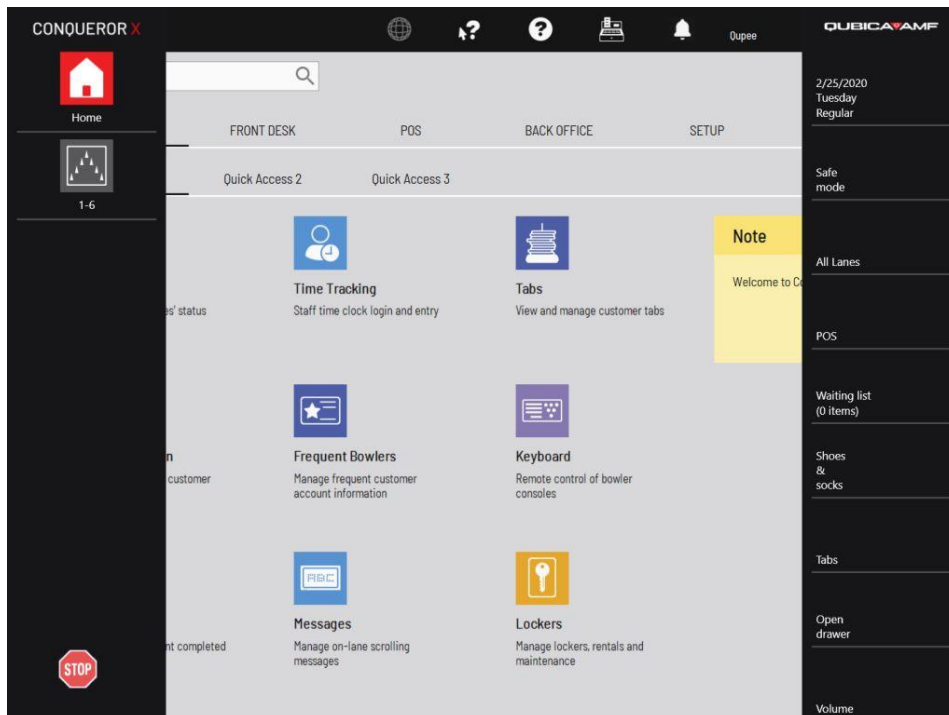 CONQUEROR X
Qupee
QUBICAAMF
Home
1-6
STOP
FRONT DESK
POS
BACK OFFICE
SETUP
Quick Access 2
Quick Access 3
es' status
Time Tracking
Staff time clock login and entry
Tabs
View and manage customer tabs
Note
Welcome to Co
n
customer
Frequent Bowlers
Manage frequent customer
account information
Keyboard
Remote control of bowler
consoles
nt completed
ABC
Messages
Manage on-lane scrolling
messages
Lockers
Manage lockers, rentals and
maintenance
2/25/2020
Tuesday
Regular
Safe
mode
All Lanes
POS
Waiting list
(0 items)
Shoes
&
socks
Tabs
Open
drawer
Volume